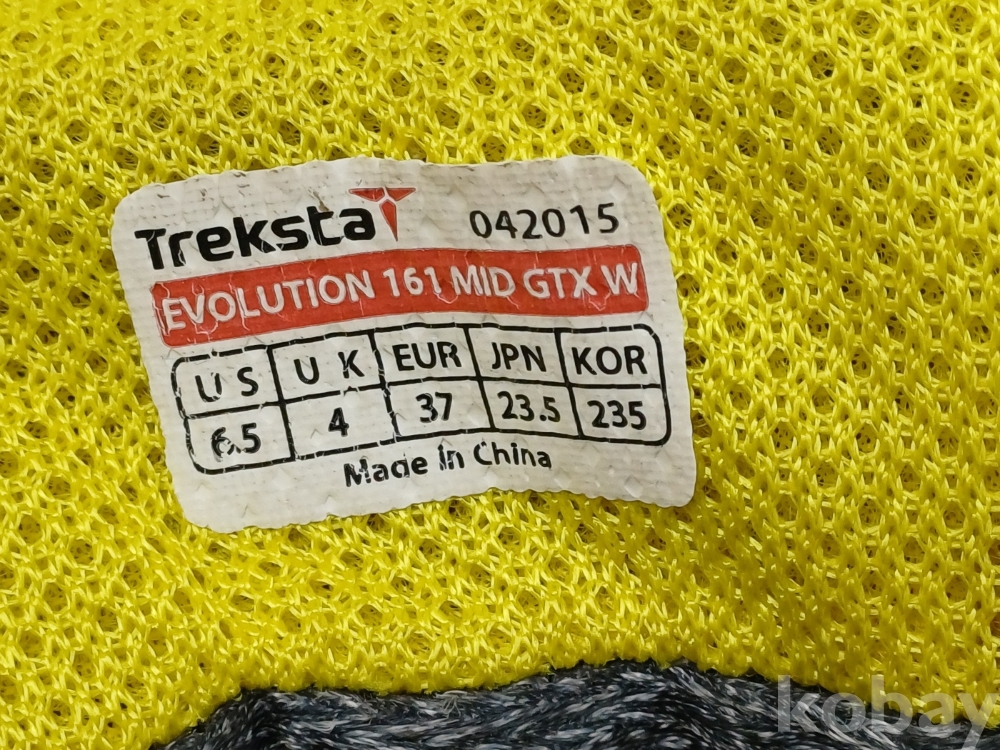 Treksta 042015
EVOLUTION 161 MID GTX W
US UK EUR JPN KOR
6.5 4 37 23.5 235
Made in China
kobay